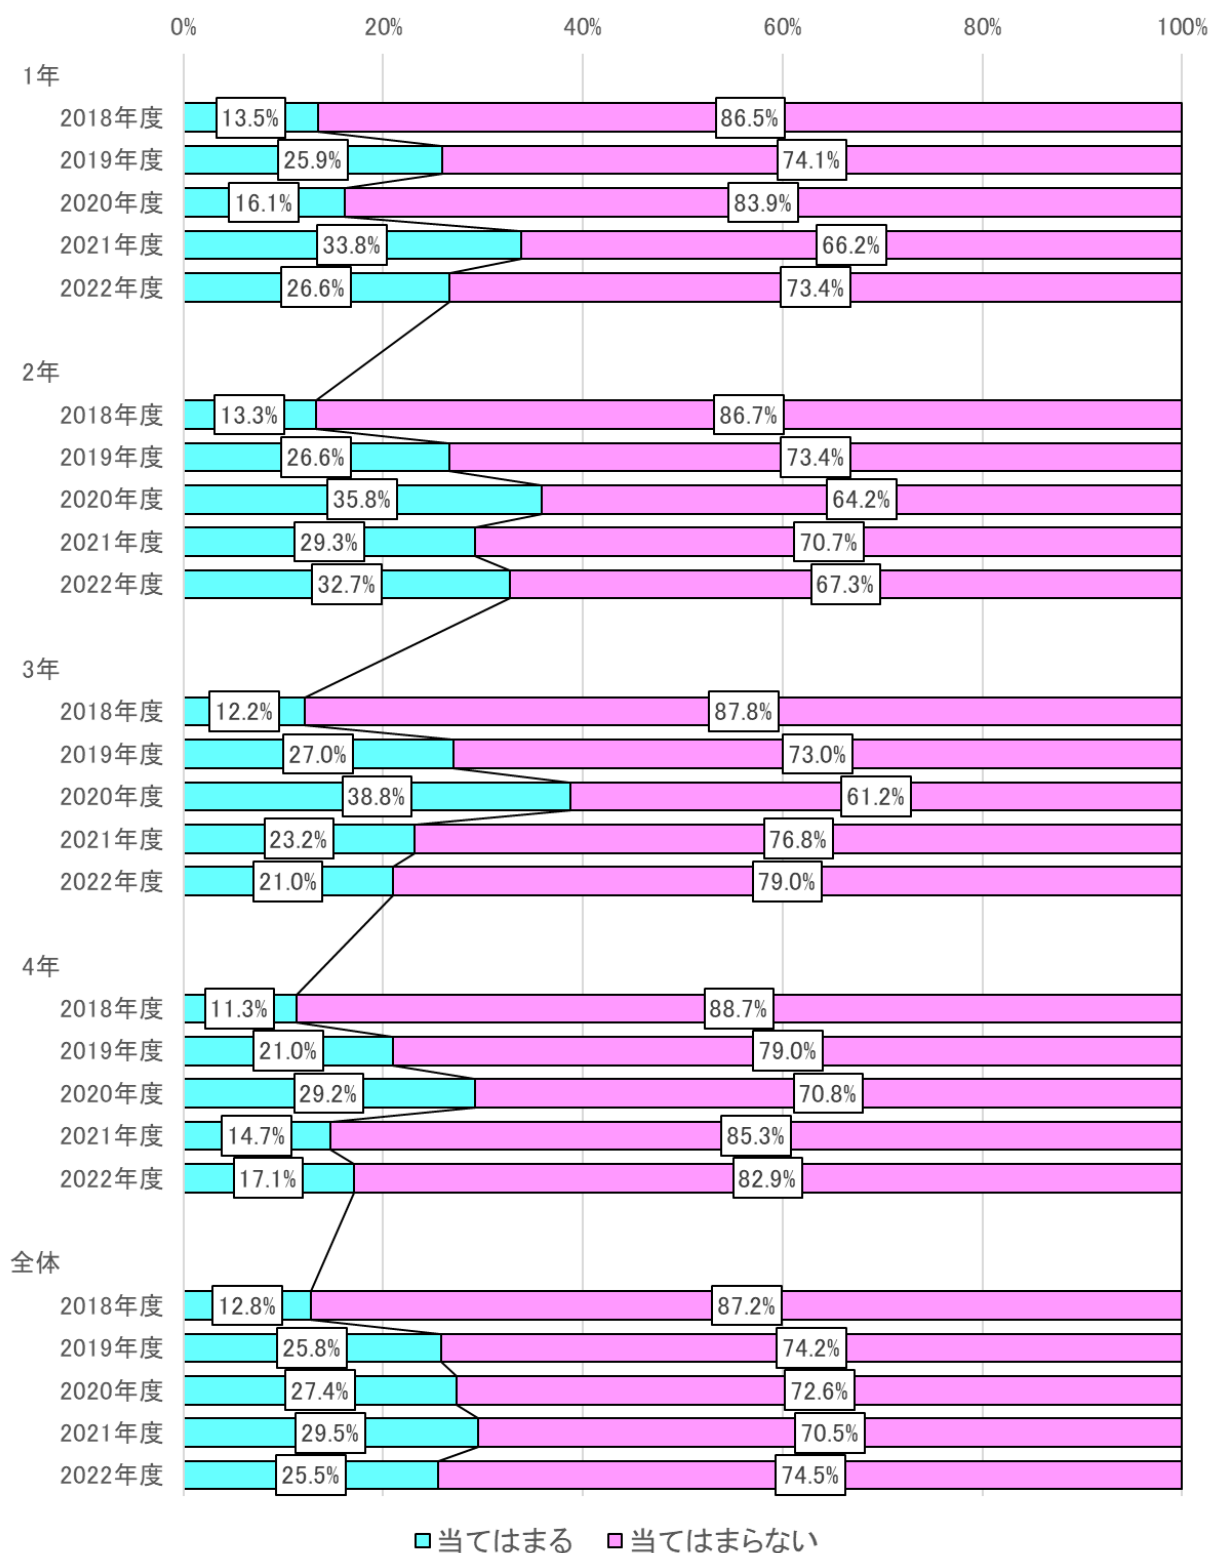 0% 20% 40% 60% 80% 100%
1年
2018年度 13.5% 86.5%
2019年度 25.9% 74.1%
2020年度 16.1% 83.9%
2021年度 33.8% 66.2%
2022年度 26.6% 73.4%
2年
2018年度 13.3% 86.7%
2019年度 26.6% 73.4%
2020年度 35.8% 64.2%
2021年度 29.3% 70.7%
2022年度 32.7% 67.3%
3年
2018年度 12.2% 87.8%
2019年度 27.0% 73.0%
2020年度 38.8% 61.2%
2021年度 23.2% 76.8%
2022年度 21.0% 79.0%
4年
2018年度 11.3% 88.7%
2019年度 21.0% 79.0%
2020年度 29.2% 70.8%
2021年度 14.7% 85.3%
2022年度 17.1% 82.9%
全体
2018年度 12.8% 87.2%
2019年度 25.8% 74.2%
2020年度 27.4% 72.6%
2021年度 29.5% 70.5%
2022年度 25.5% 74.5%
当てはまる 当てはまらない